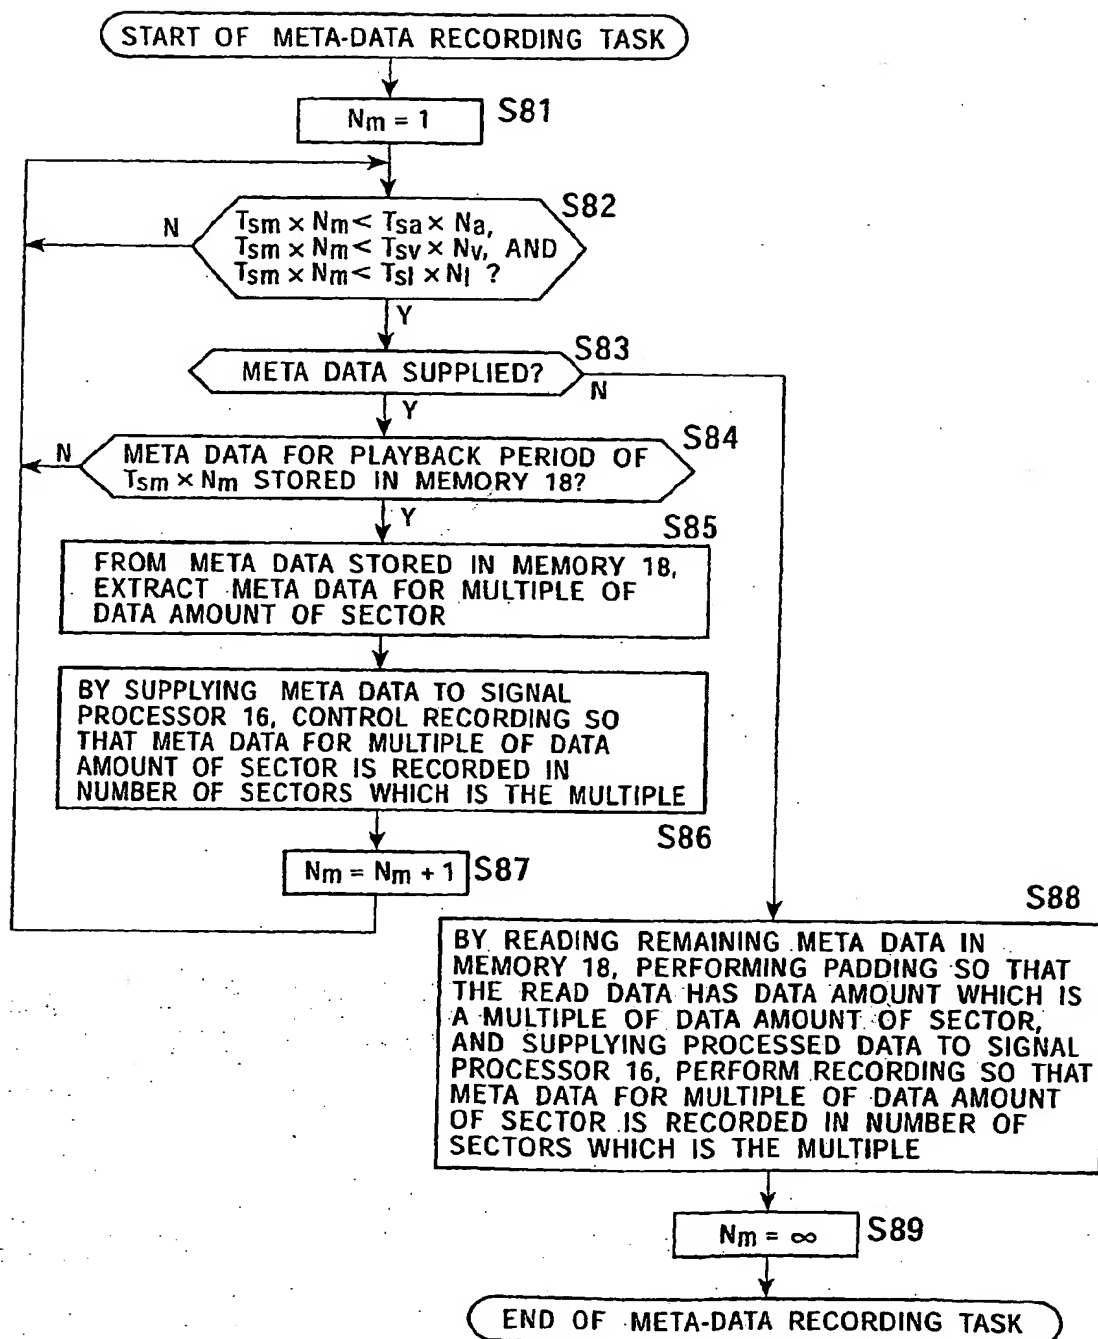 START OF META-DATA RECORDING TASK
Nm = 1
S81
S82
Tsm × Nm < Tsa × Na,
Tsm × Nm < Tsv × Nv, AND
Tsm × Nm < Tsl × Nl ?
N
Y
S83
META DATA SUPPLIED?
N
Y
S84
META DATA FOR PLAYBACK PERIOD OF
Tsm × Nm STORED IN MEMORY 18?
N
Y
S85
FROM META DATA STORED IN MEMORY 18,
EXTRACT META DATA FOR MULTIPLE OF
DATA AMOUNT OF SECTOR
BY SUPPLYING META DATA TO SIGNAL
PROCESSOR 16, CONTROL RECORDING SO
THAT META DATA FOR MULTIPLE OF DATA
AMOUNT OF SECTOR IS RECORDED IN
NUMBER OF SECTORS WHICH IS THE MULTIPLE
S86
Nm = Nm + 1
S87
S88
BY READING REMAINING META DATA IN
MEMORY 18, PERFORMING PADDING SO THAT
THE READ DATA HAS DATA AMOUNT WHICH IS
A MULTIPLE OF DATA AMOUNT OF SECTOR,
AND SUPPLYING PROCESSED DATA TO SIGNAL
PROCESSOR 16, PERFORM RECORDING SO THAT
META DATA FOR MULTIPLE OF DATA AMOUNT
OF SECTOR IS RECORDED IN NUMBER OF
SECTORS WHICH IS THE MULTIPLE
Nm = ∞
S89
END OF META-DATA RECORDING TASK